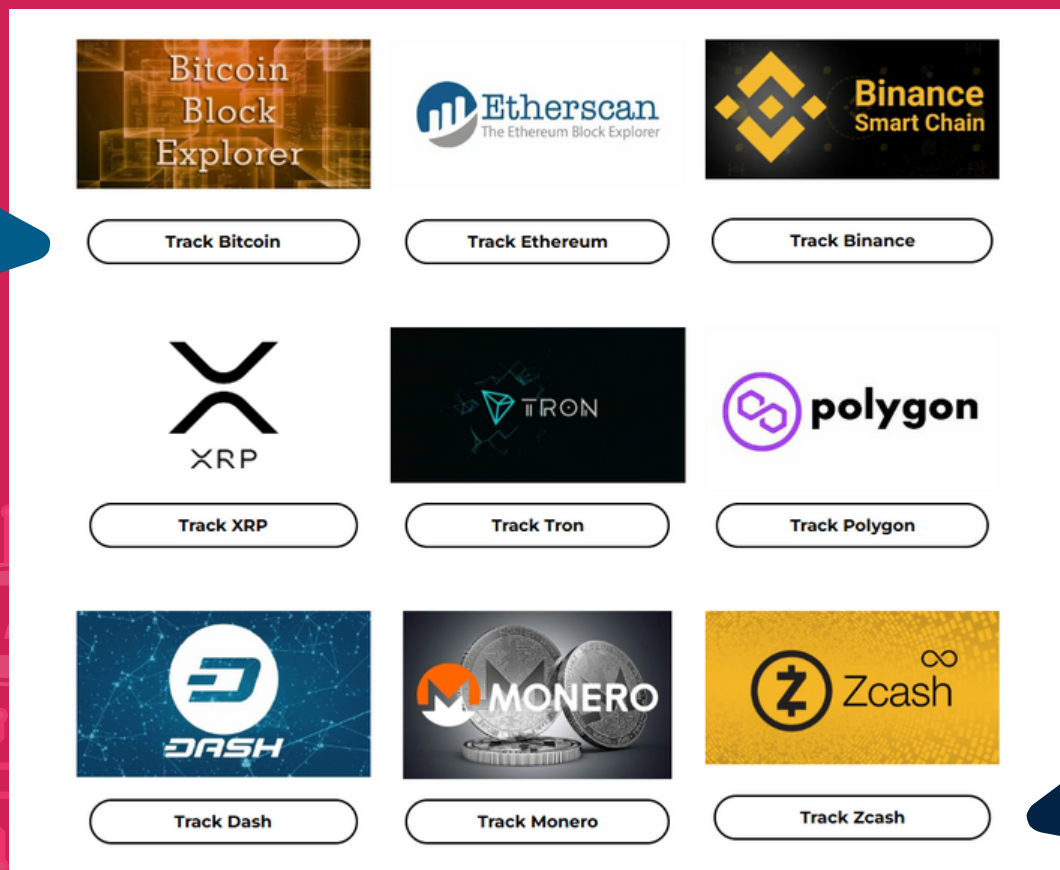 Bitcoin
Block
Explorer
Etherscan
The Ethereum Block Explorer
Binance
Smart Chain
Track Bitcoin
Track Ethereum
Track Binance
XRP
TRON
polygon
Track XRP
Track Tron
Track Polygon
DASH
MONERO
Zcash
Track Dash
Track Monero
Track Zcash